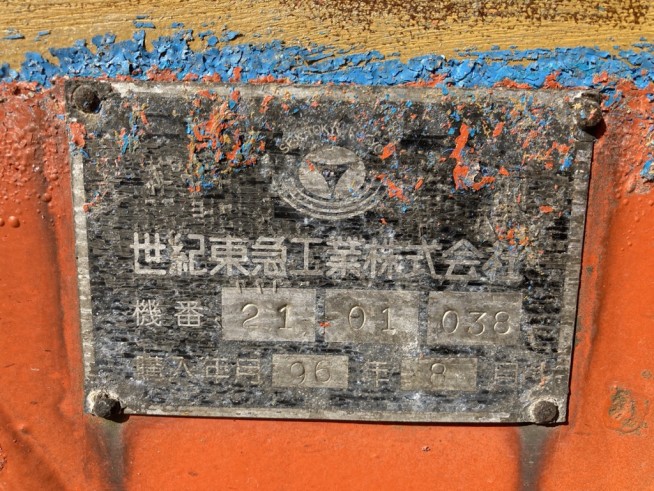 世紀東急工業株式会社
機番 21 01 038
購入年月 96 年 8 月